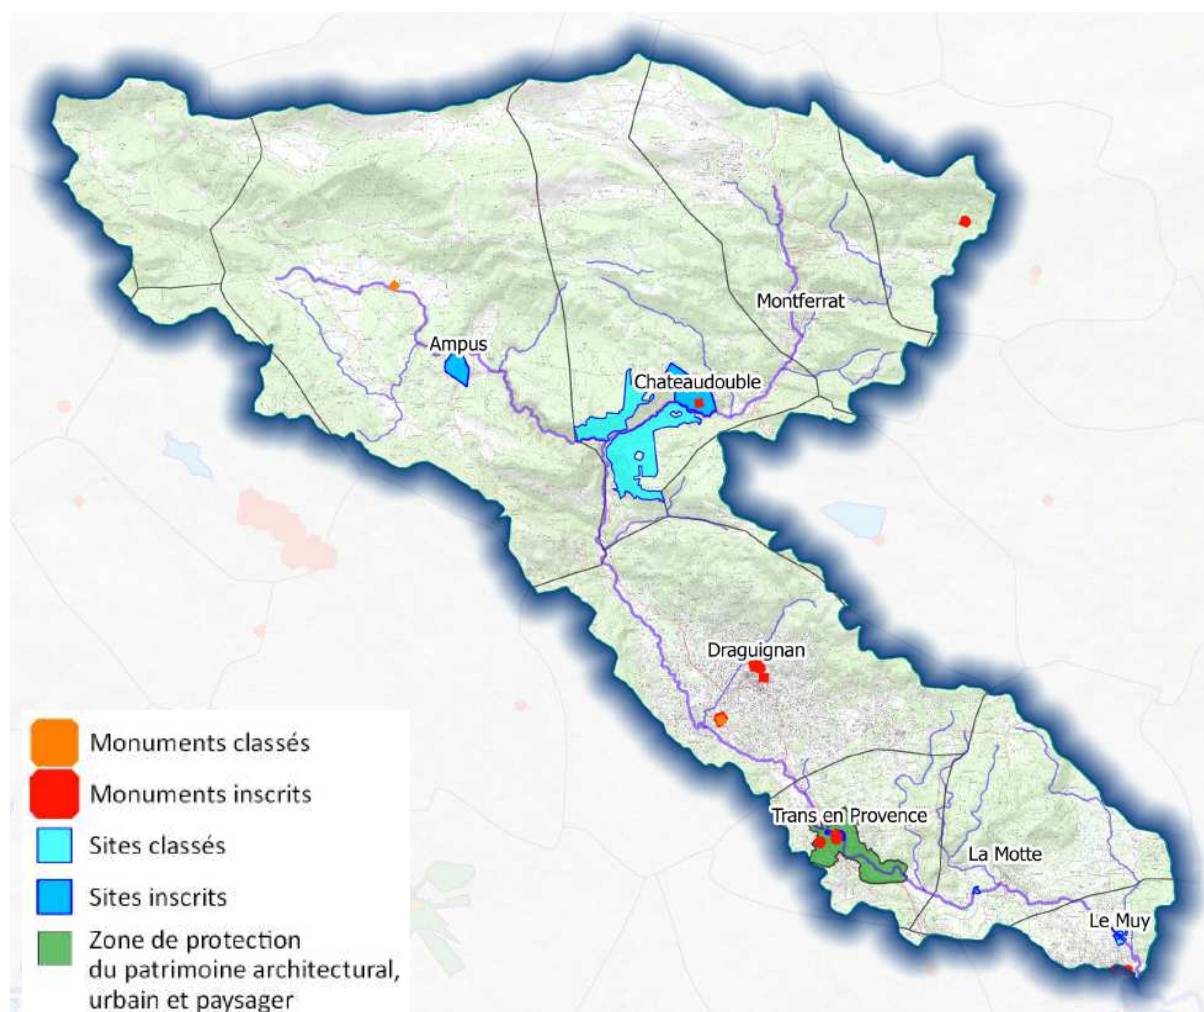 Montferrat
Ampus
Chateaudouble
Draguignan
Trans en Provence
La Motte
Le Muy
Monuments classés
Monuments inscrits
Sites classés
Sites inscrits
Zone de protection
du patrimoine architectural,
urbain et paysager